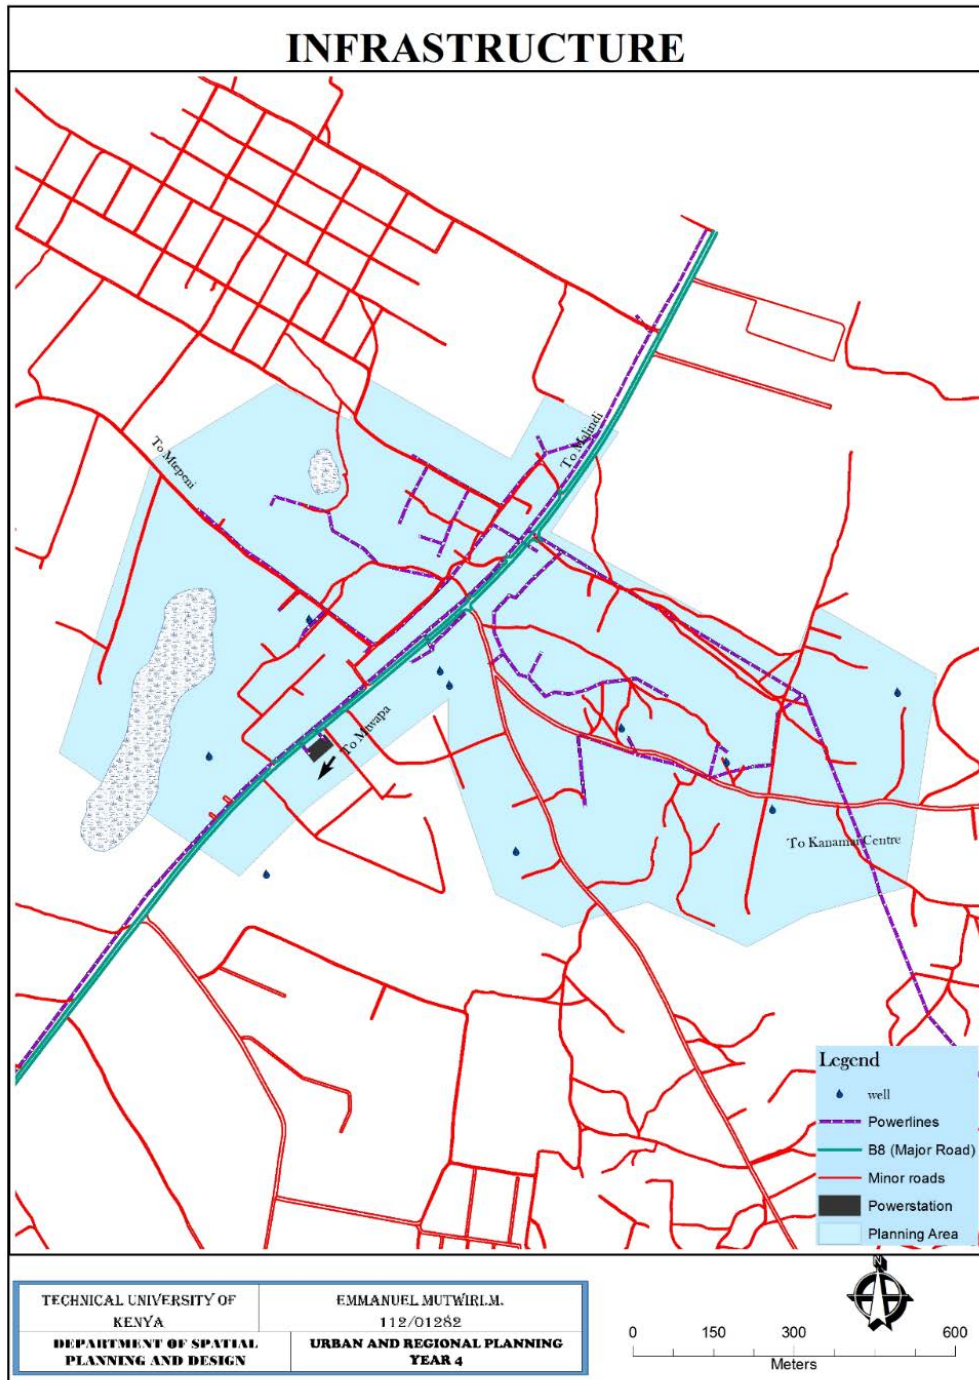 INFRASTRUCTURE
To Malindi
To Mtepeni
To Mtwapa
To Kanamai Centre
Legend
well
Powerlines
B8 (Major Road)
Minor roads
Powerstation
Planning Area
N
TECHNICAL UNIVERSITY OF
KENYA
EMMANUEL MUTWIRI.M.
112/01282
DEPARTMENT OF SPATIAL
PLANNING AND DESIGN
URBAN AND REGIONAL PLANNING
YEAR 4
0 150 300 600
Meters